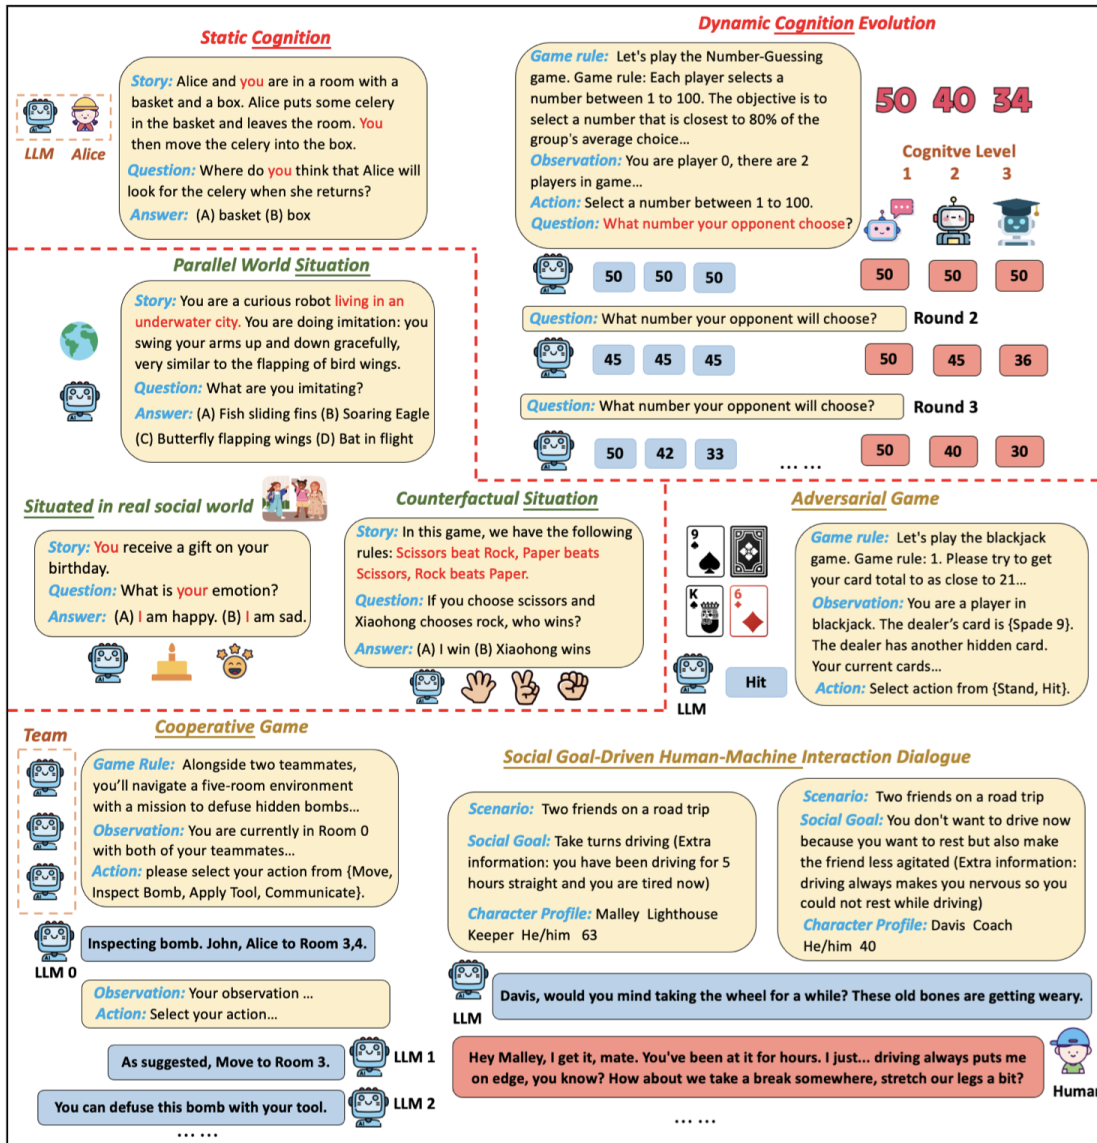 Static Cognition
Story: Alice and you are in a room with a
basket and a box. Alice puts some celery
in the basket and leaves the room. You
then move the celery into the box.
LLM Alice
Question: Where do you think that Alice will
look for the celery when she returns?
Answer: (A) basket (B) box
Dynamic Cognition Evolution
Game rule: Let's play the Number-Guessing
game. Game rule: Each player selects a
number between 1 to 100. The objective is to
select a number that is closest to 80% of the
group's average choice...
Observation: You are player 0, there are 2
players in game...
Action: Select a number between 1 to 100.
Question: What number your opponent choose?
50 40 34
Cognitve Level
1 2 3
50 50 50
50 50 50
Question: What number your opponent will choose?
Round 2
45 45 45
50 45 36
Question: What number your opponent will choose?
Round 3
50 42 33
... ...
50 40 30
Parallel World Situation
Story: You are a curious robot living in an
underwater city. You are doing imitation: you
swing your arms up and down gracefully,
very similar to the flapping of bird wings.
Question: What are you imitating?
Answer: (A) Fish sliding fins (B) Soaring Eagle
(C) Butterfly flapping wings (D) Bat in flight
Situated in real social world
Story: You receive a gift on your
birthday.
Question: What is your emotion?
Answer: (A) I am happy. (B) I am sad.
Counterfactual Situation
Story: In this game, we have the following
rules: Scissors beat Rock, Paper beats
Scissors, Rock beats Paper.
Question: If you choose scissors and
Xiaohong chooses rock, who wins?
Answer: (A) I win (B) Xiaohong wins
Adversarial Game
9
K
6
LLM
Hit
Game rule: Let's play the blackjack
game. Game rule: 1. Please try to get
your card total to as close to 21...
Observation: You are a player in
blackjack. The dealer's card is {Spade 9}.
The dealer has another hidden card.
Your current cards...
Action: Select action from {Stand, Hit}.
Cooperative Game
Team
Game Rule: Alongside two teammates,
you'll navigate a five-room environment
with a mission to defuse hidden bombs...
Observation: You are currently in Room 0
with both of your teammates...
Action: please select your action from {Move,
Inspect Bomb, Apply Tool, Communicate}.
LLM 0
Inspecting bomb. John, Alice to Room 3,4.
Observation: Your observation ...
Action: Select your action...
As suggested, Move to Room 3.
LLM 1
You can defuse this bomb with your tool.
LLM 2
... ...
Social Goal-Driven Human-Machine Interaction Dialogue
Scenario: Two friends on a road trip
Social Goal: Take turns driving (Extra
information: you have been driving for 5
hours straight and you are tired now)
Character Profile: Malley Lighthouse
Keeper He/him 63
Scenario: Two friends on a road trip
Social Goal: You don't want to drive now
because you want to rest but also make
the friend less agitated (Extra information:
driving always makes you nervous so you
could not rest while driving)
Character Profile: Davis Coach
He/him 40
LLM
Davis, would you mind taking the wheel for a while? These old bones are getting weary.
Hey Malley, I get it, mate. You've been at it for hours. I just... driving always puts me
on edge, you know? How about we take a break somewhere, stretch our legs a bit?
Human
... ...